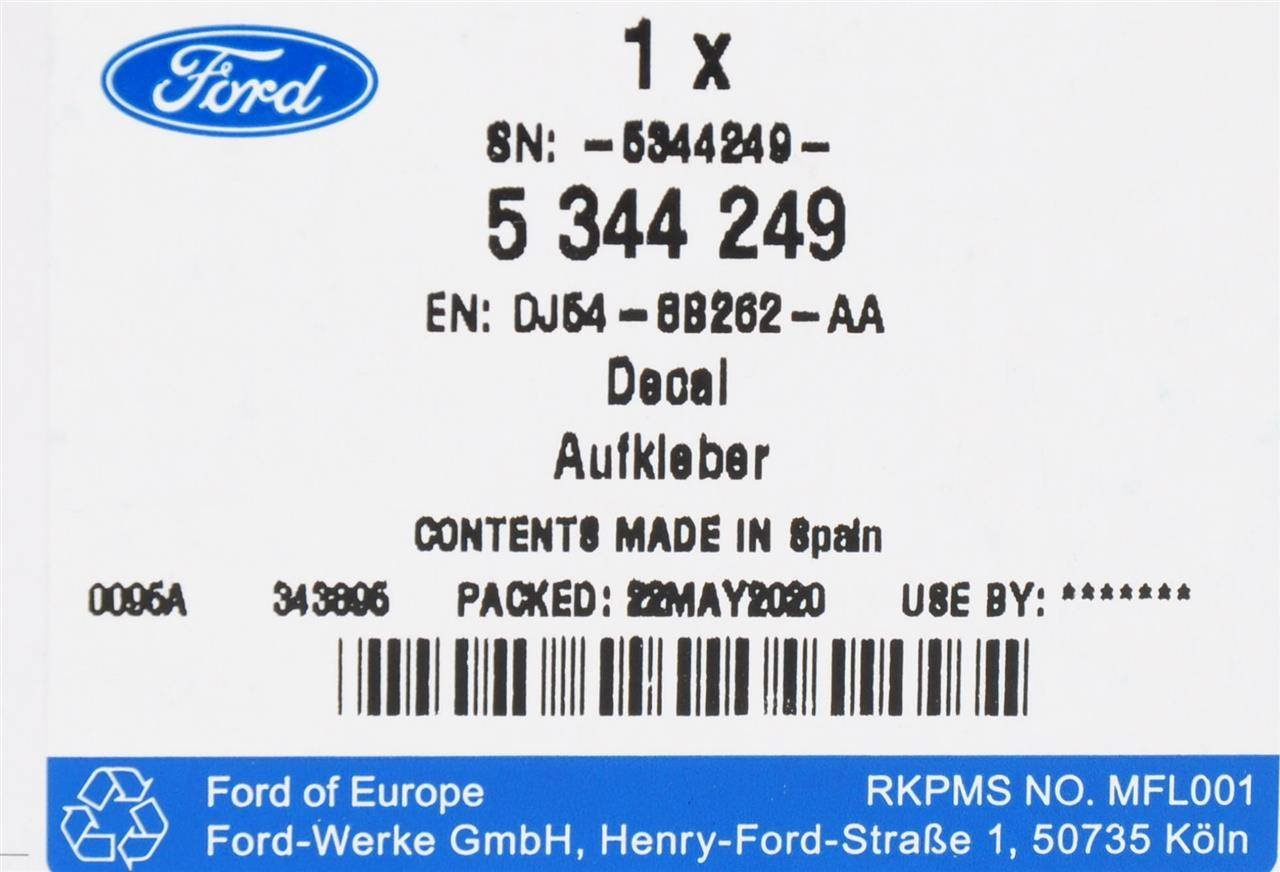 Ford
1 x
SN: -5344249-
5 344 249
EN: DJ54-8B262-AA
Decal
Aufkleber
CONTENTS MADE IN Spain
0095A 343895 PACKED: 22MAY2020 USE BY: *******
Ford of Europe RKPMS NO. MFL001
Ford-Werke GmbH, Henry-Ford-Straße 1, 50735 Köln